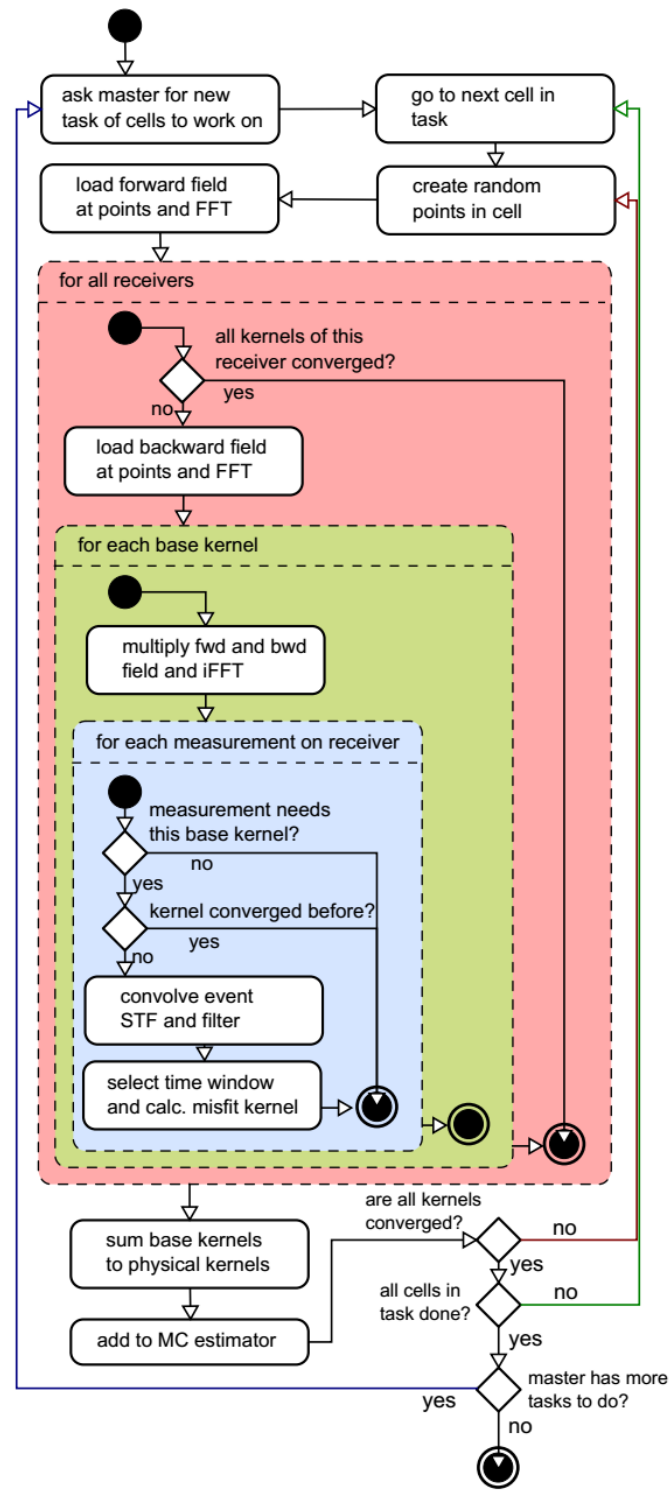 ask master for new
task of cells to work on
go to next cell in
task
load forward field
at points and FFT
create random
points in cell
for all receivers
all kernels of this
receiver converged?
no
yes
load backward field
at points and FFT
for each base kernel
multiply fwd and bwd
field and iFFT
for each measurement on receiver
measurement needs
this base kernel?
no
yes
kernel converged before?
yes
no
convolve event
STF and filter
select time window
and calc. misfit kernel
are all kernels
converged?
no
sum base kernels
to physical kernels
yes
all cells in
task done?
no
add to MC estimator
yes
master has more
tasks to do?
yes
no